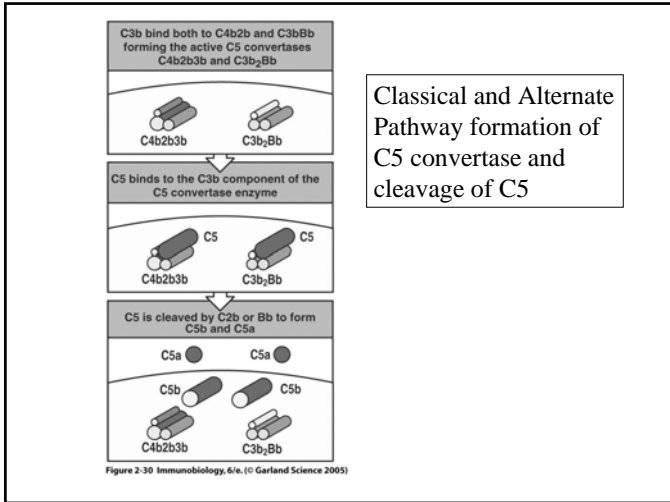 C3b bind both to C4b2b and C3bBb
forming the active C5 convertases
C4b2b3b and C3b₂Bb
C4b2b3b
C3b₂Bb
C5 binds to the C3b component of the
C5 convertase enzyme
C5
C5
C4b2b3b
C3b₂Bb
C5 is cleaved by C2b or Bb to form
C5b and C5a
C5a
C5a
C5b
C5b
C4b2b3b
C3b₂Bb
Figure 2-30 Immunobiology, 6/e. (© Garland Science 2005)
Classical and Alternate
Pathway formation of
C5 convertase and
cleavage of C5